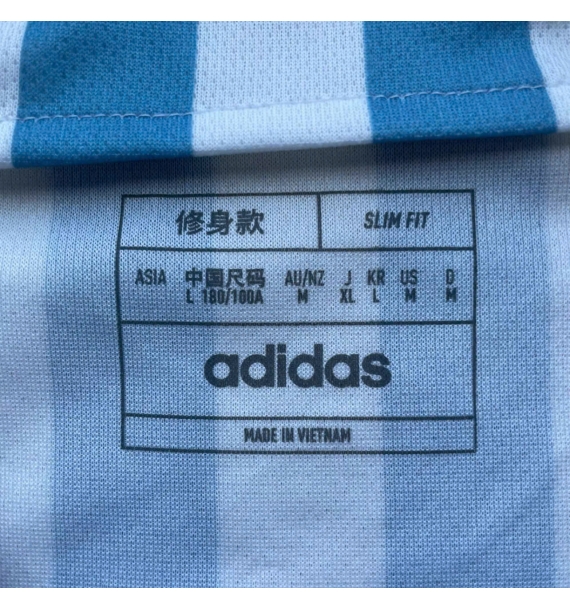 修身款 SLIM FIT
ASIA 中国尺码 AU/NZ J KR US D
L 180/100A M XL L M M
adidas
MADE IN VIETNAM